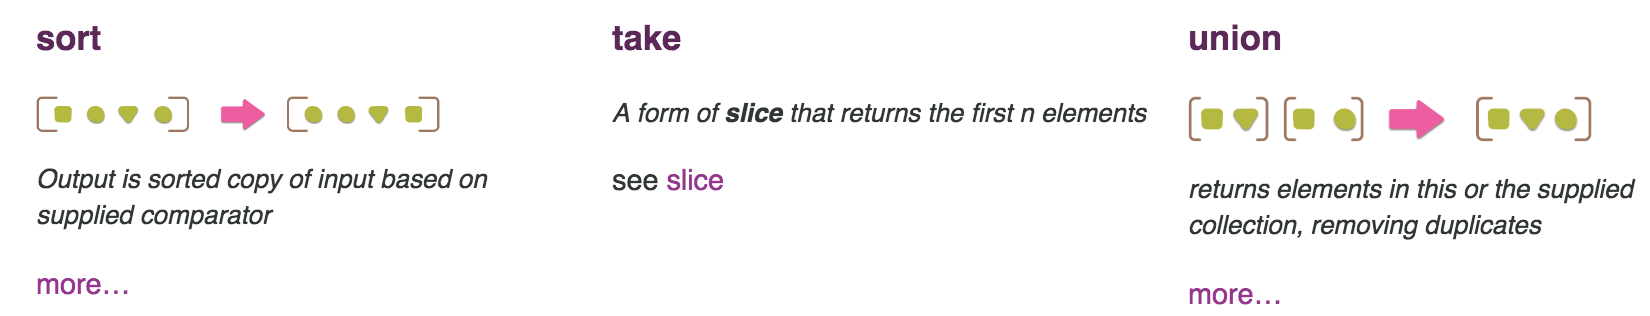 sort
Output is sorted copy of input based on
supplied comparator
more…
take
A form of slice that returns the first n elements
see slice
union
returns elements in this or the supplied
collection, removing duplicates
more…